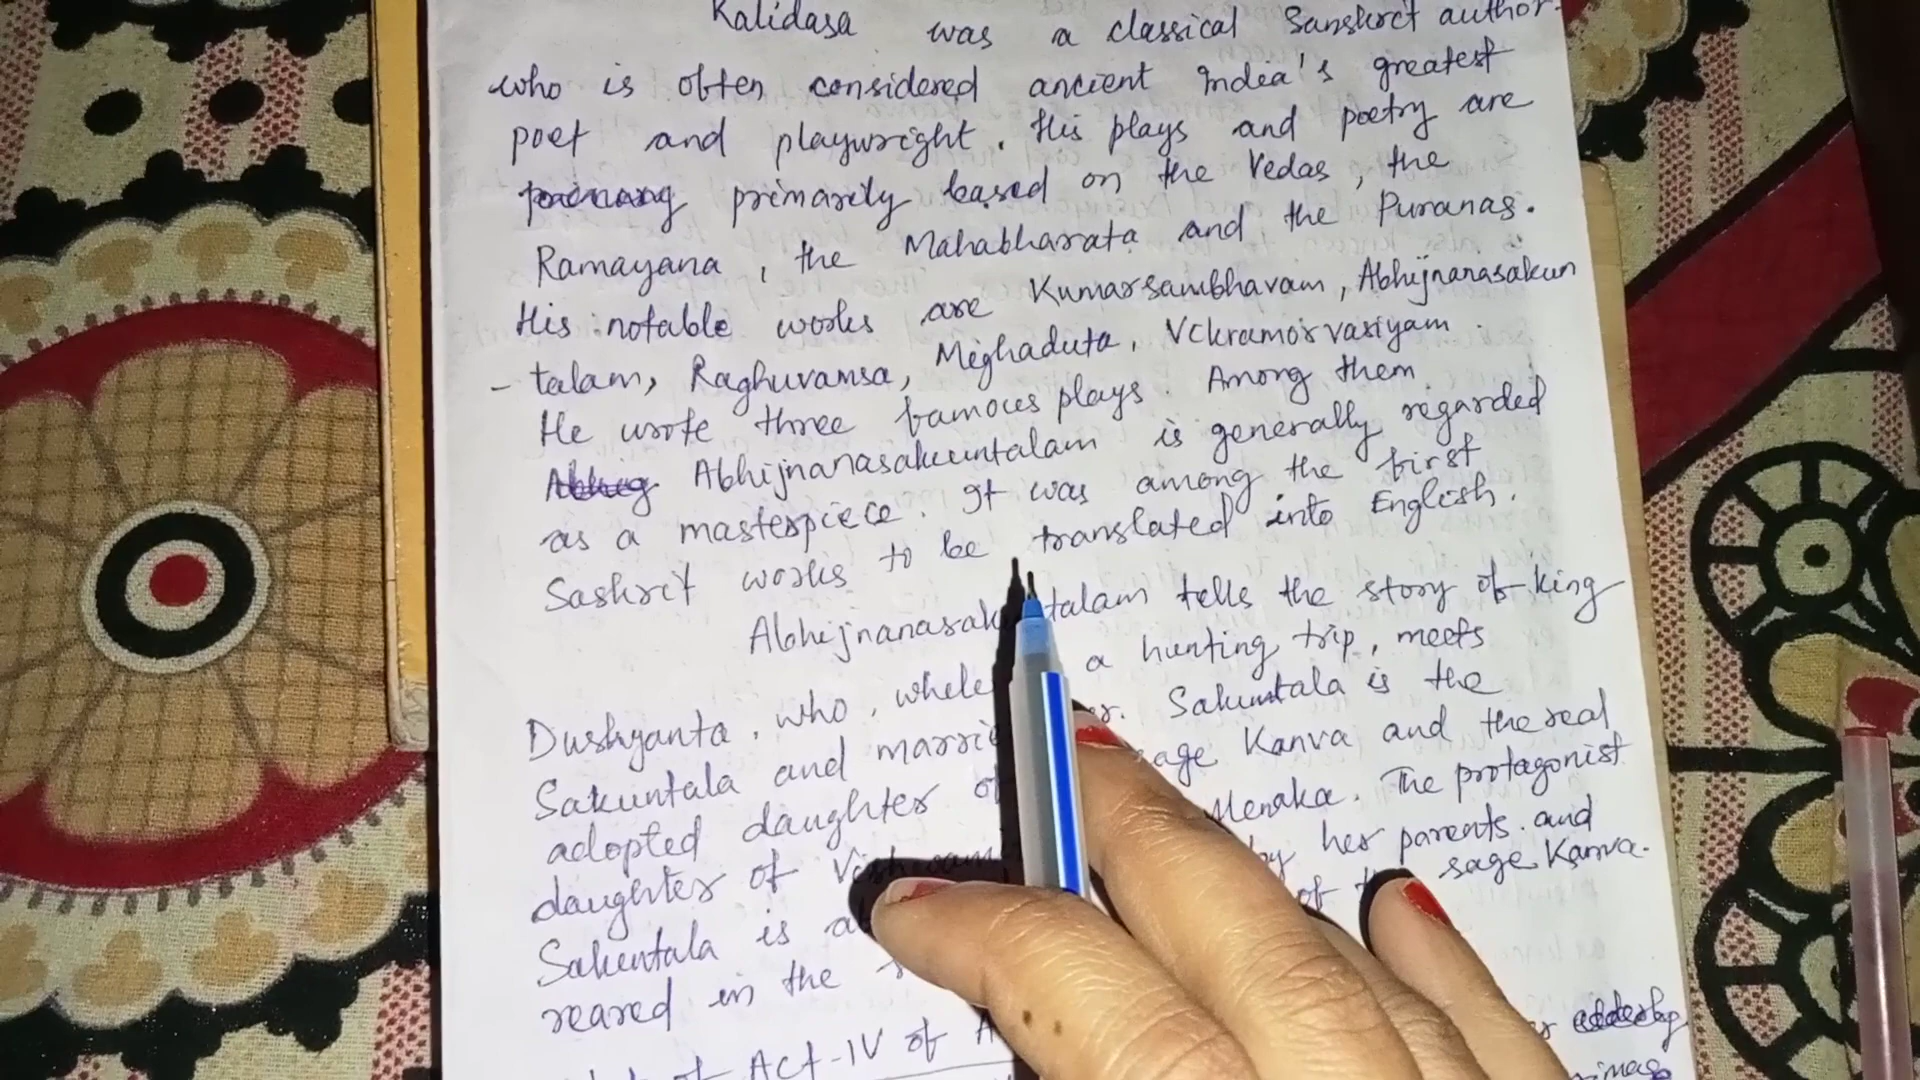 Kalidasa was a classical Sanskrit author.
who is often considered ancient India's greatest
poet and playwright. His plays and poetry are
primarily based on the Vedas, the
Ramayana, the Mahabharata and the Puranas.
His notable works are Kumarsambhavam, Abhijnanasakun
- talam, Raghuvamsa, Meghaduta, Vckramorvasiyam.
He wrote three famous plays. Among them
Abhijnanasakuntalam is generally regarded
as a masterpiece. It was among the first
Saskrit works to be translated into English.
talam tells the story of king
Dushyanta, who, while a hunting trip, meets
Sakuntala and Sakuntala is the
adopted daughter Kanva and the real
daughter of Menaka. The protagonist
Sakuntala is by her parents and
reared in the of sage Kanva.
of Act-IV of